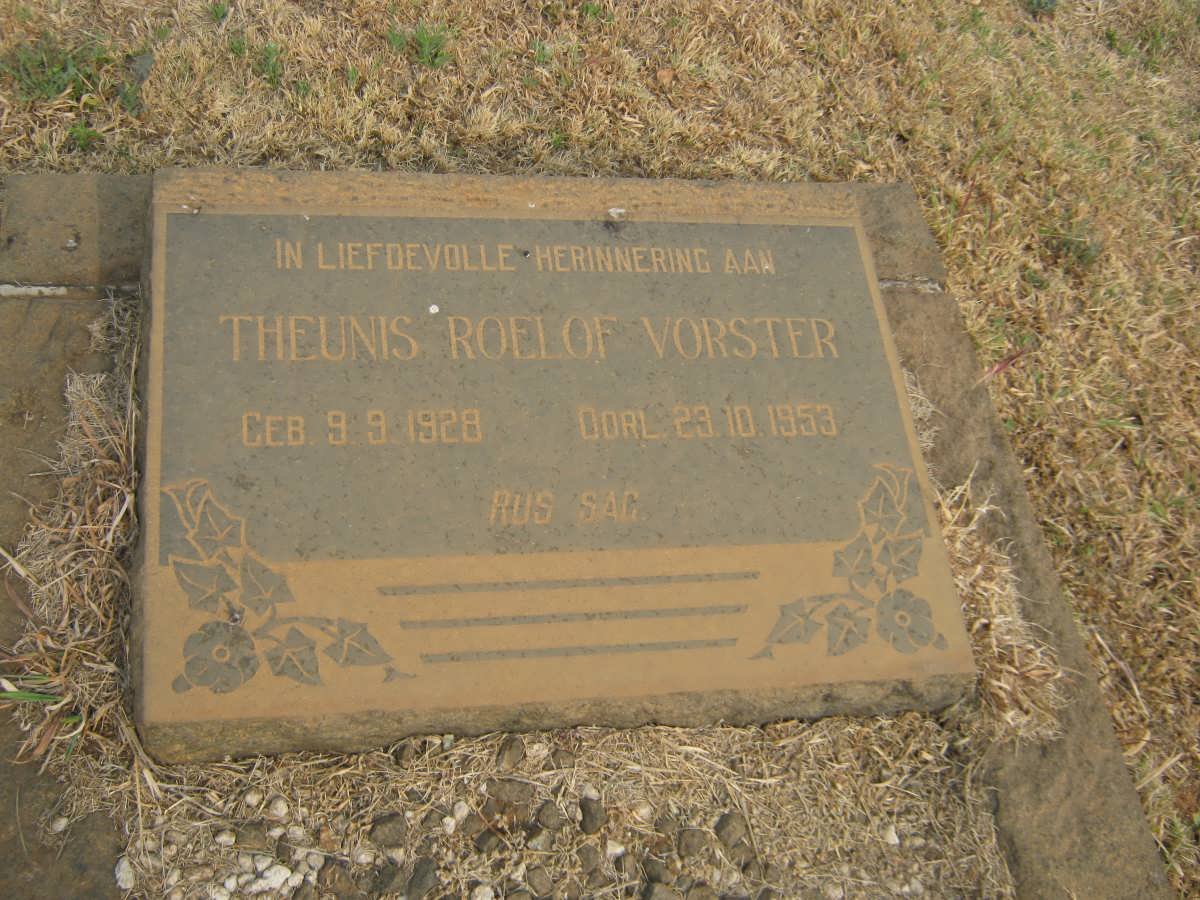 IN LIEFDEVOLLE HERINNERING AAN
THEUNIS ROELOF VORSTER
GEB. 9.9.1928 OORL. 23.10.1953
RUS SAG